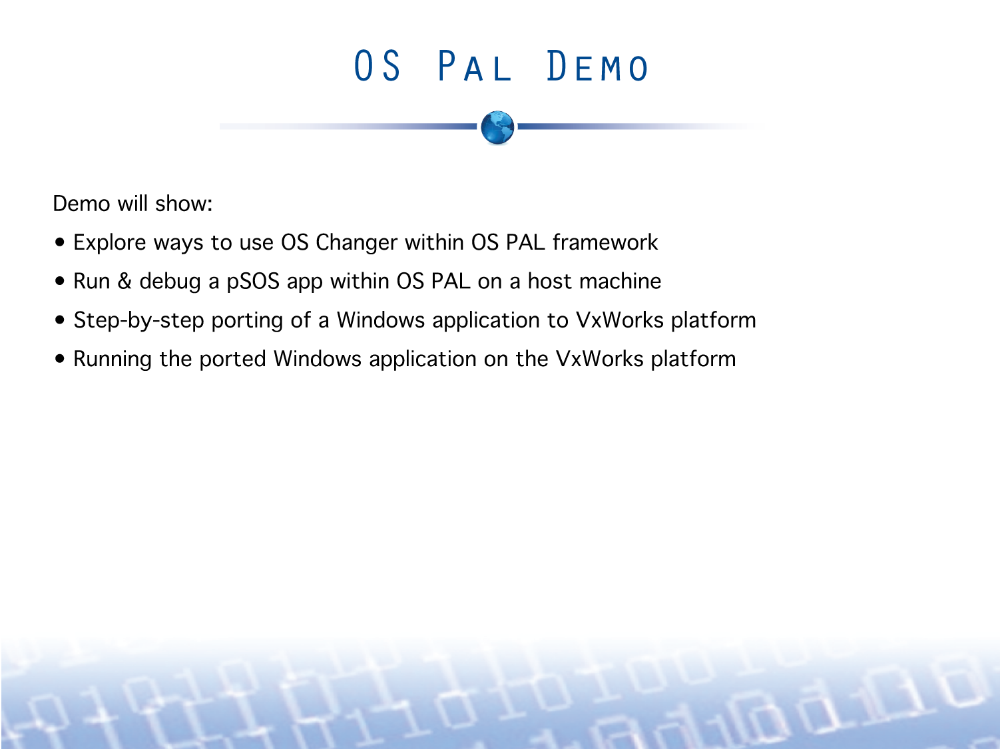 OS Pal Demo
Demo will show:
• Explore ways to use OS Changer within OS PAL framework
• Run & debug a pSOS app within OS PAL on a host machine
• Step-by-step porting of a Windows application to VxWorks platform
• Running the ported Windows application on the VxWorks platform